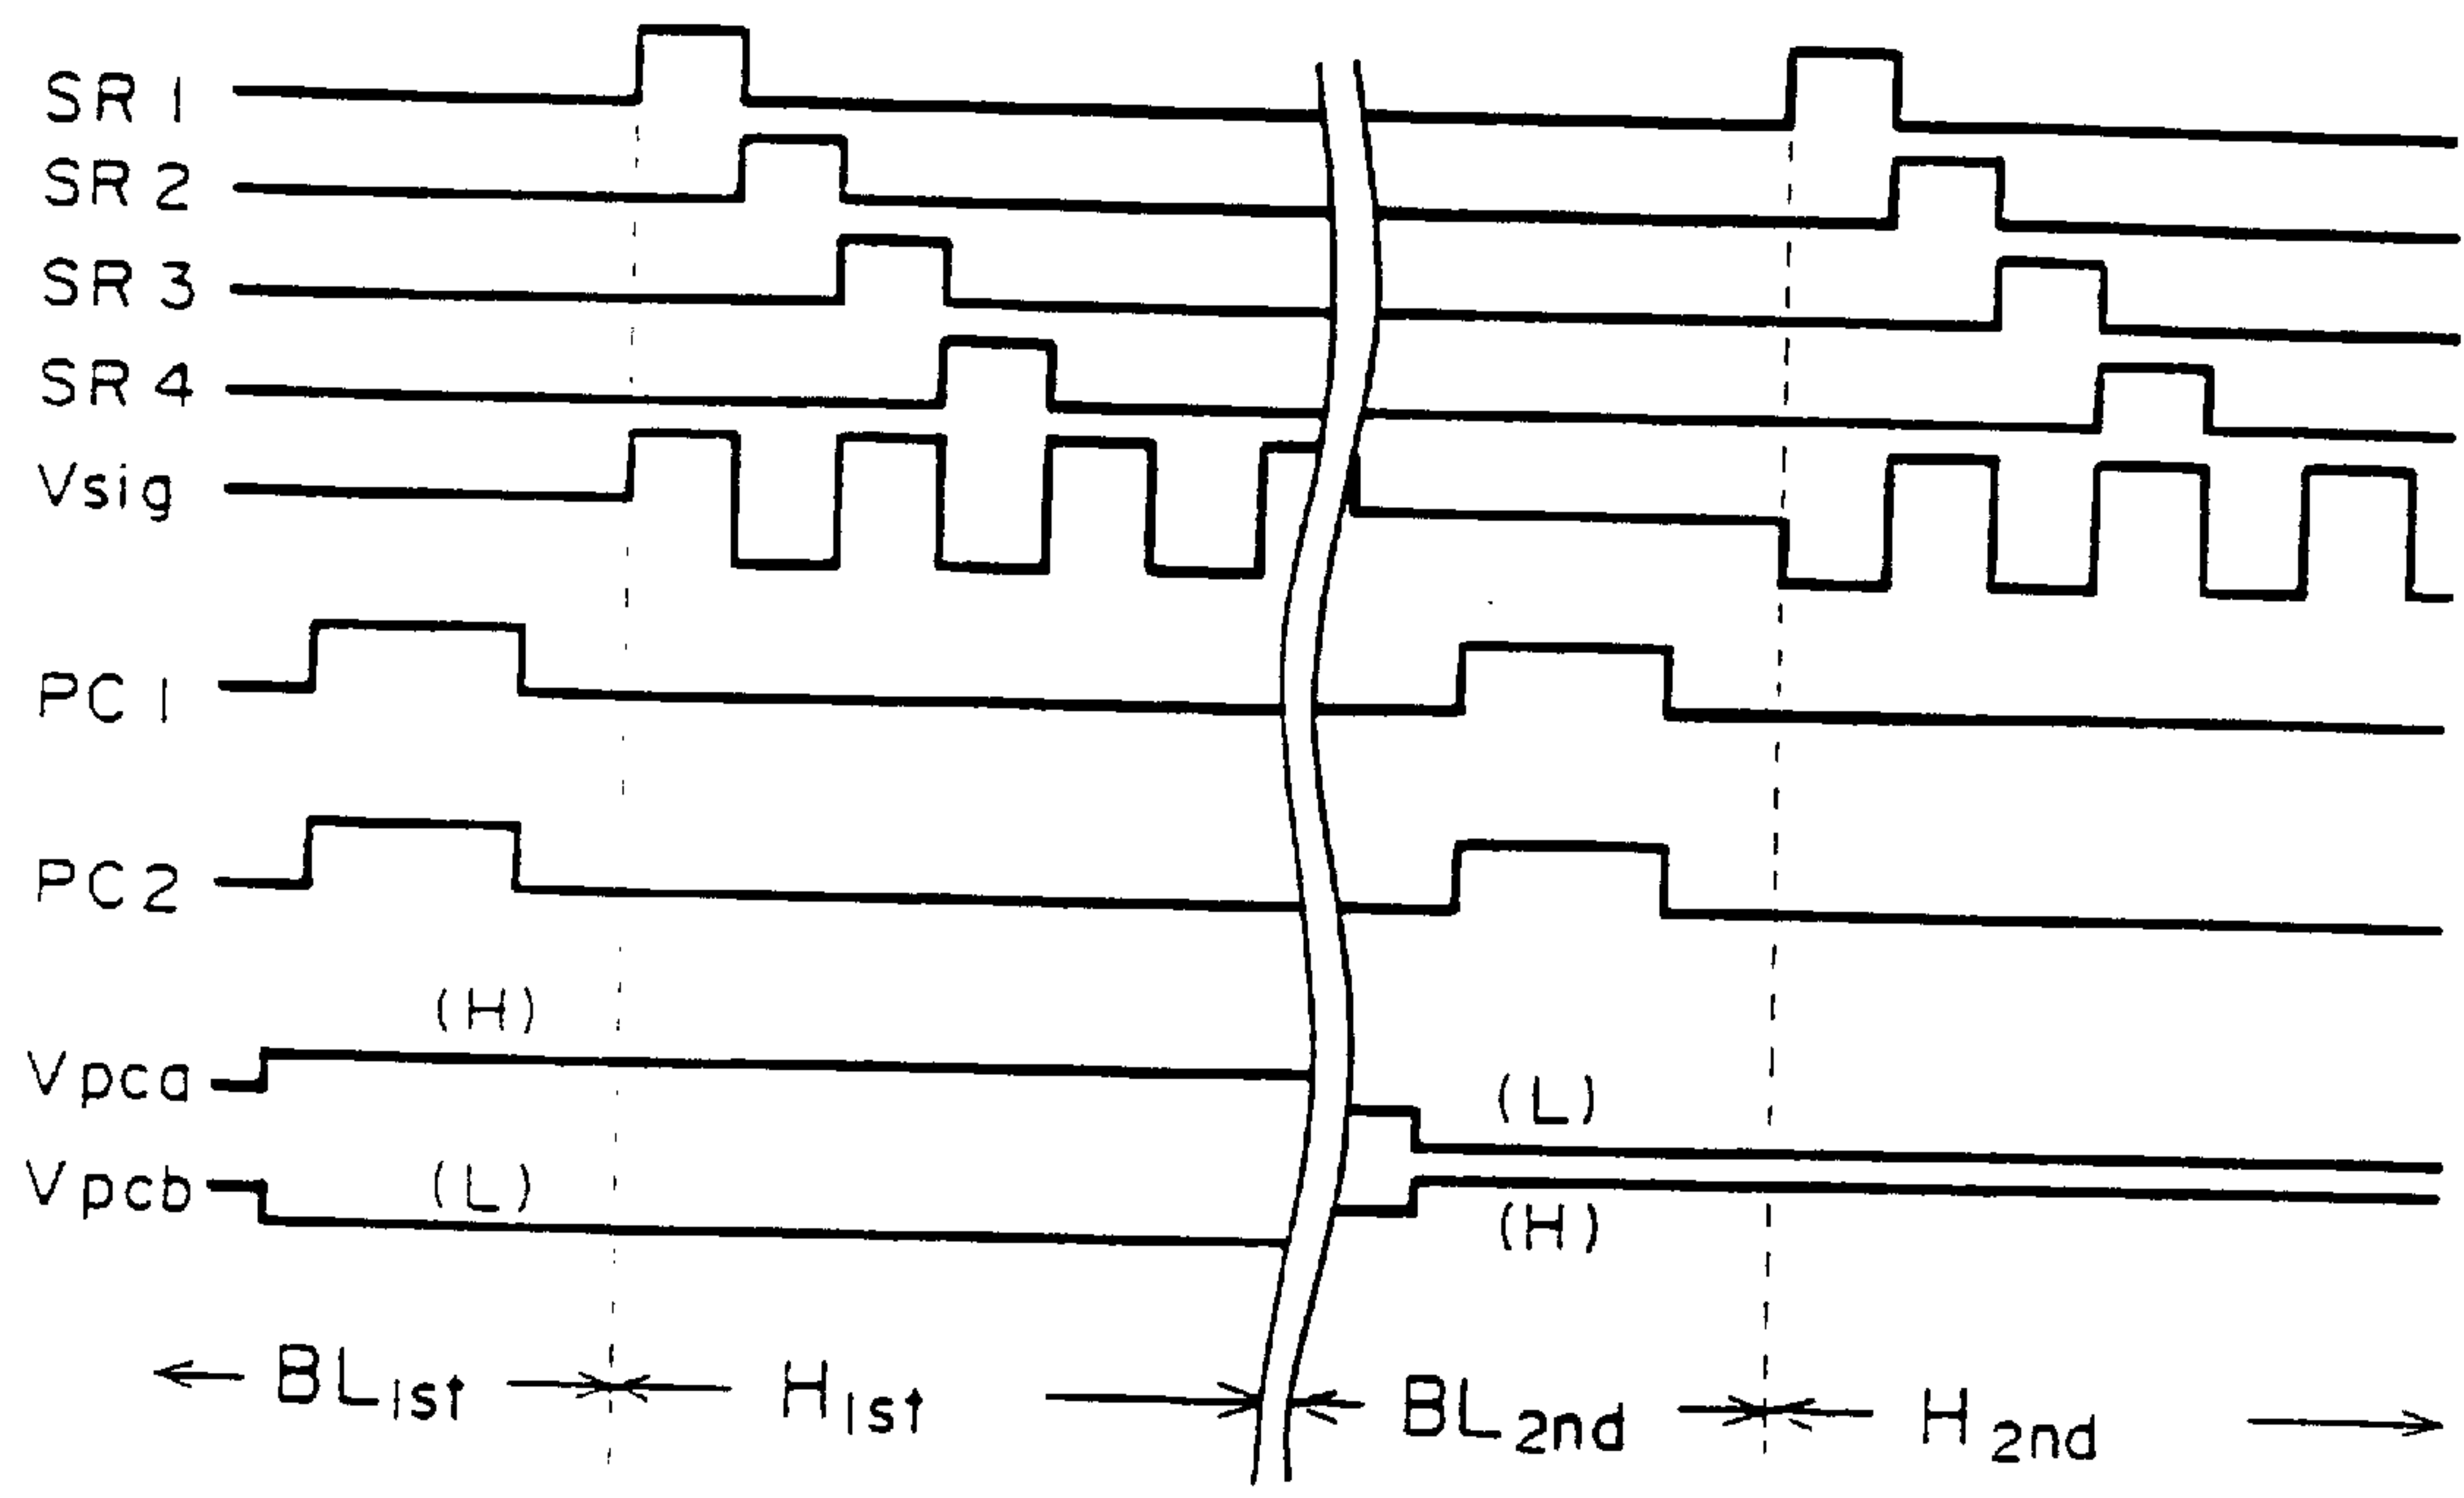 SR 1
SR 2
SR 3
SR 4
Vsig
PC 1
PC 2
(H)
Vpca
(L)
Vpcb
(L)
(H)
BL1st
H1st
BL2nd
H2nd